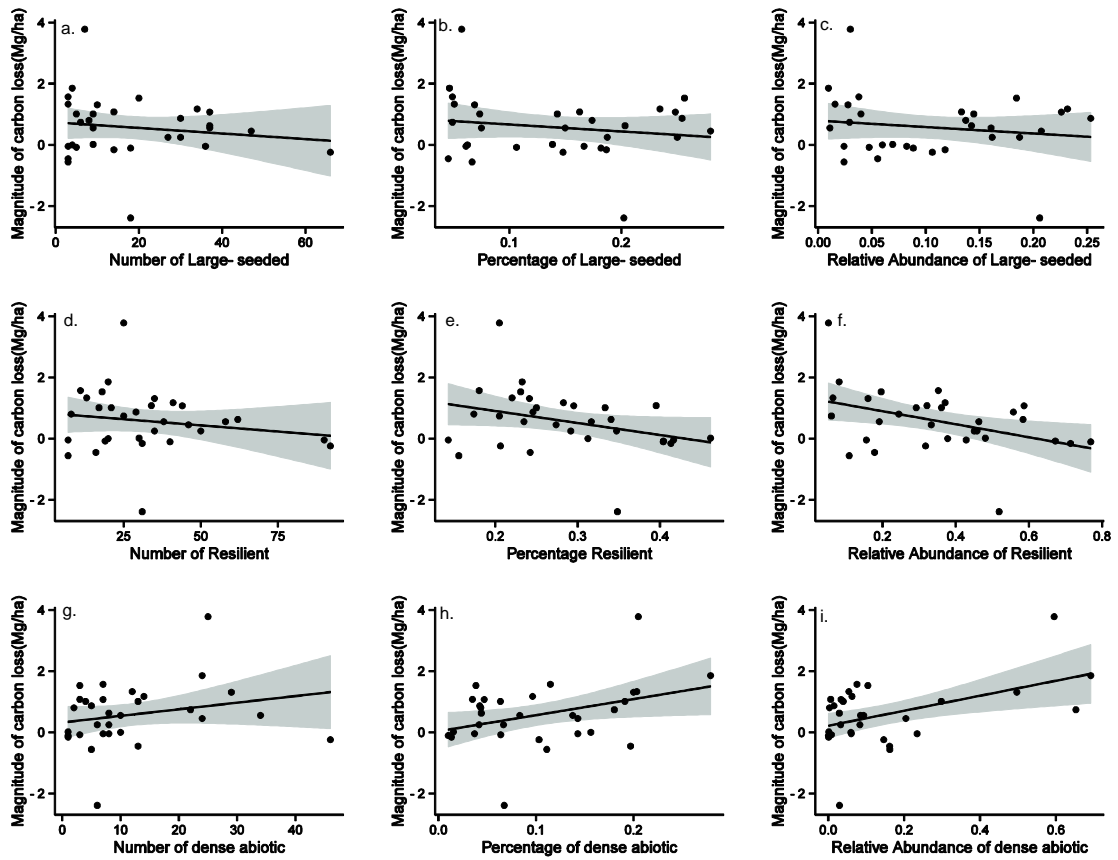 a.
Magnitude of carbon loss(Mg/ha)
4
2
0
- 2
0 20 40 60
Number of Large- seeded
b.
Magnitude of carbon loss(Mg/ha)
4
2
0
- 2
0.1 0.2
Percentage of Large- seeded
c.
Magnitude of carbon loss(Mg/ha)
4
2
0
- 2
0.00 0.05 0.10 0.15 0.20 0.25
Relative Abundance of Large- seeded
d.
Magnitude of carbon loss(Mg/ha)
4
2
0
- 2
25 50 75
Number of Resilient
e.
Magnitude of carbon loss(Mg/ha)
4
2
0
- 2
0.2 0.3 0.4
Percentage Resilient
f.
Magnitude of carbon loss(Mg/ha)
4
2
0
- 2
0.2 0.4 0.6 0.8
Relative Abundance of Resilient
g.
Magnitude of carbon loss(Mg/ha)
4
2
0
- 2
0 10 20 30 40
Number of dense abiotic
h.
Magnitude of carbon loss(Mg/ha)
4
2
0
- 2
0.0 0.1 0.2
Percentage of dense abiotic
i.
Magnitude of carbon loss(Mg/ha)
4
2
0
- 2
0.0 0.2 0.4 0.6
Relative Abundance of dense abiotic